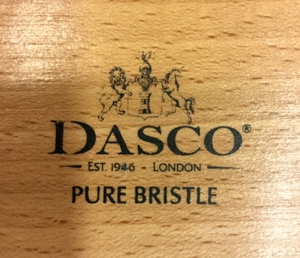 DASCO®
EST. 1946 - LONDON
PURE BRISTLE